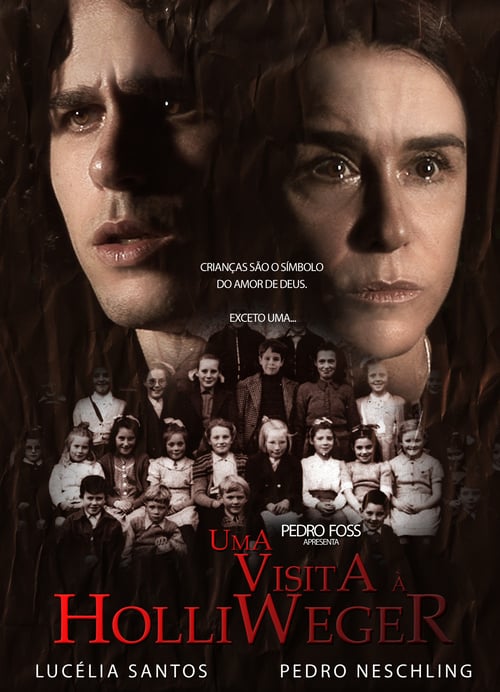 CRIANÇAS SÃO O SÍMBOLO
DO AMOR DE DEUS.
EXCETO UMA...
PEDRO FOSS
APRESENTA
UMA
VISITA À
HOLLIWEGER
LUCÉLIA SANTOS PEDRO NESCHLING